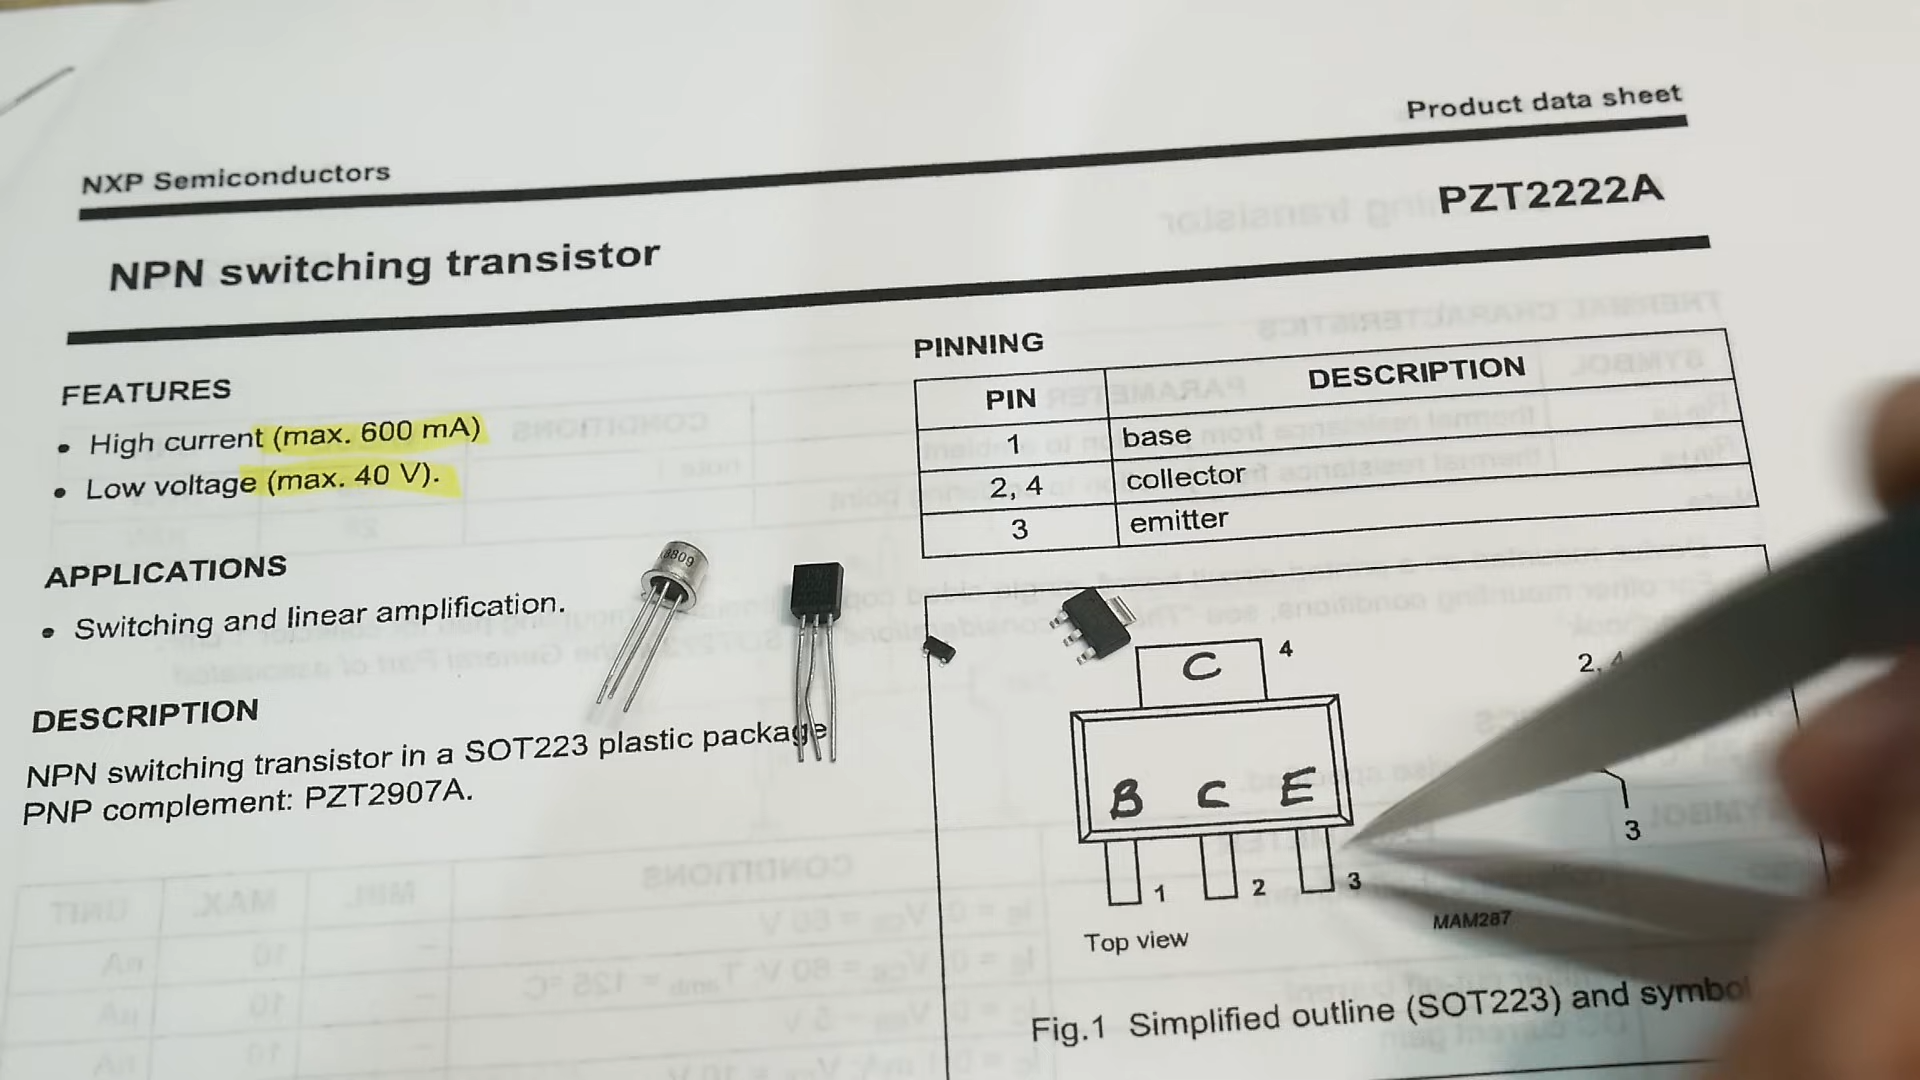 Product data sheet
NXP Semiconductors
PZT2222A
NPN switching transistor
FEATURES
• High current (max. 600 mA)
• Low voltage (max. 40 V).
APPLICATIONS
• Switching and linear amplification.
DESCRIPTION
NPN switching transistor in a SOT223 plastic package
PNP complement: PZT2907A.
8809
PINNING
PIN DESCRIPTION
1 base
2, 4 collector
3 emitter
C 4
2, 4
B C E
3
1 2 3
MAM287
Top view
Fig.1 Simplified outline (SOT223) and symbol